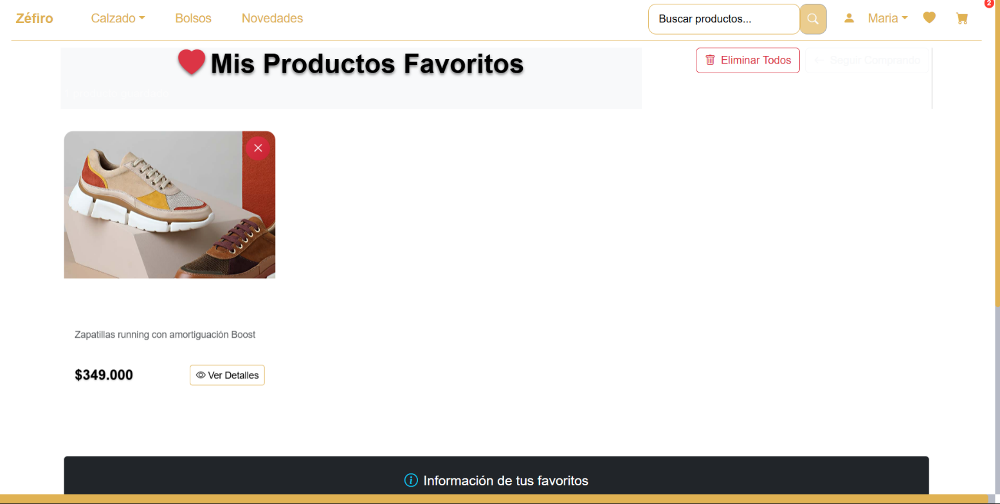 Zéfiro Calzado Bolsos Novedades Buscar productos... Maria 2
Mis Productos Favoritos
Eliminar Todos Seguir Comprando
Zapatillas running con amortiguación Boost
$349.000 Ver Detalles
Información de tus favoritos